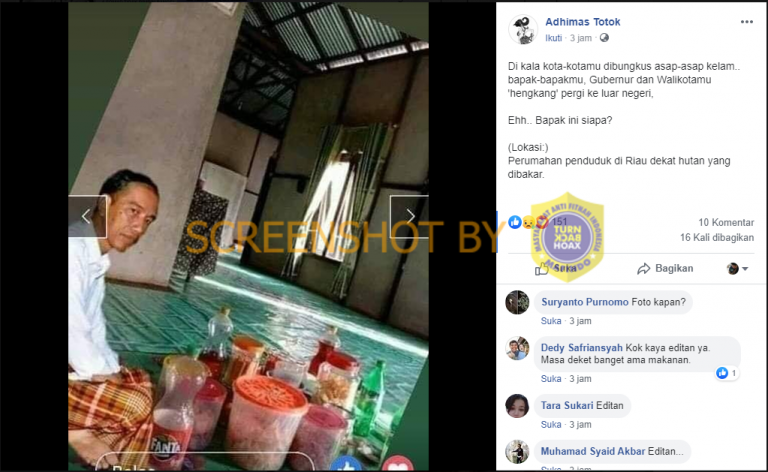 Adhimas Totok
Ikuti · 3 jam ·
Di kala kota-kotamu dibungkus asap-asap kelam..
bapak-bapakmu, Gubernur dan Walikotamu
'hengkang' pergi ke luar negeri,
Ehh.. Bapak ini siapa?
(Lokasi:)
Perumahan penduduk di Riau dekat hutan yang
dibakar.
151
10 Komentar
16 Kali dibagikan
Suka
Bagikan
Suryanto Purnomo Foto kapan?
Suka · 3 jam
Dedy Safriansyah Kok kaya editan ya.
Masa deket banget ama makanan.
1
Suka · 3 jam
Tara Sukari Editan
Suka · 3 jam
Muhamad Syaid Akbar Editan...
Suka · 3 jam
SCREENSHOT BY
MASYARAKAT ANTI FITNAH INDONESIA
TURN
BACK
HOAX
MAFINDO
FANTA